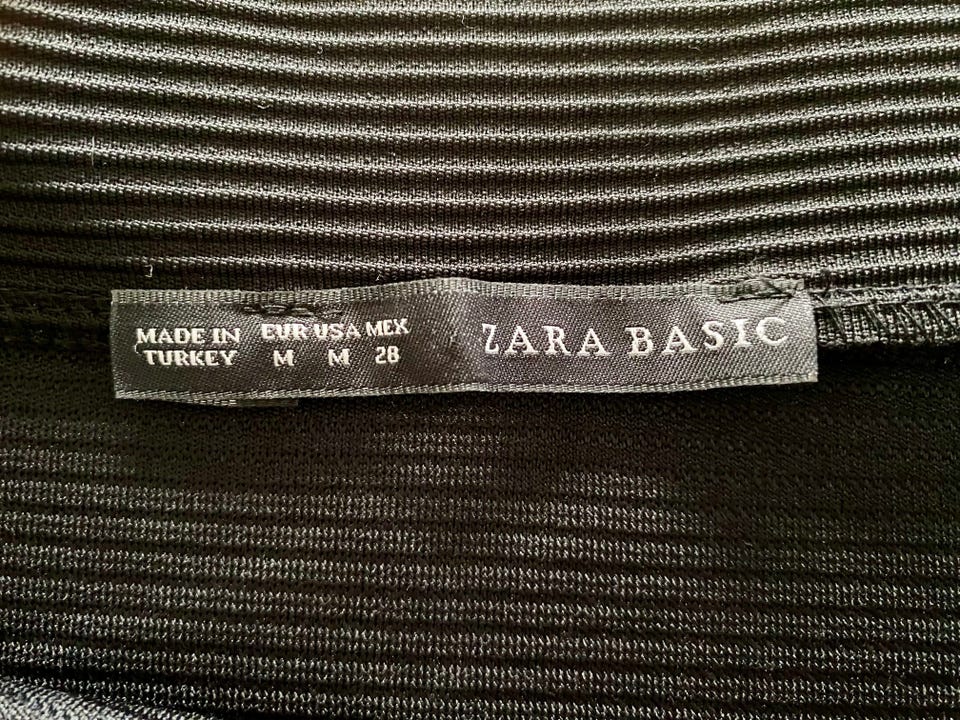 MADE IN
TURKEY
EUR USA MEX
M M 28
ZARA BASIC